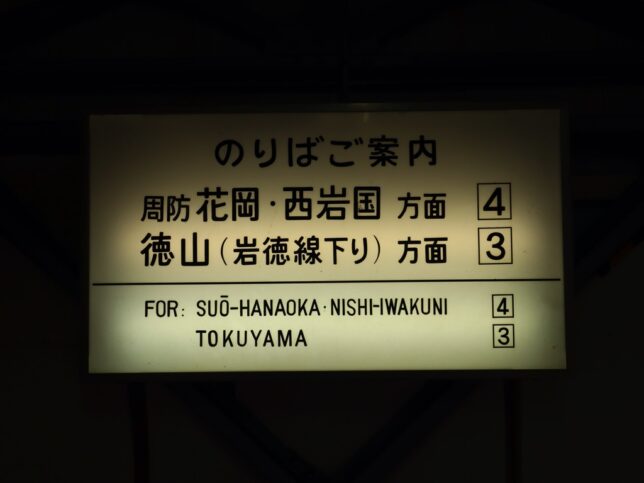 のりばご案内
周防花岡・西岩国 方面 4
徳山(岩徳線下り) 方面 3
FOR: SUŌ-HANAOKA・NISHI-IWAKUNI 4
TOKUYAMA 3